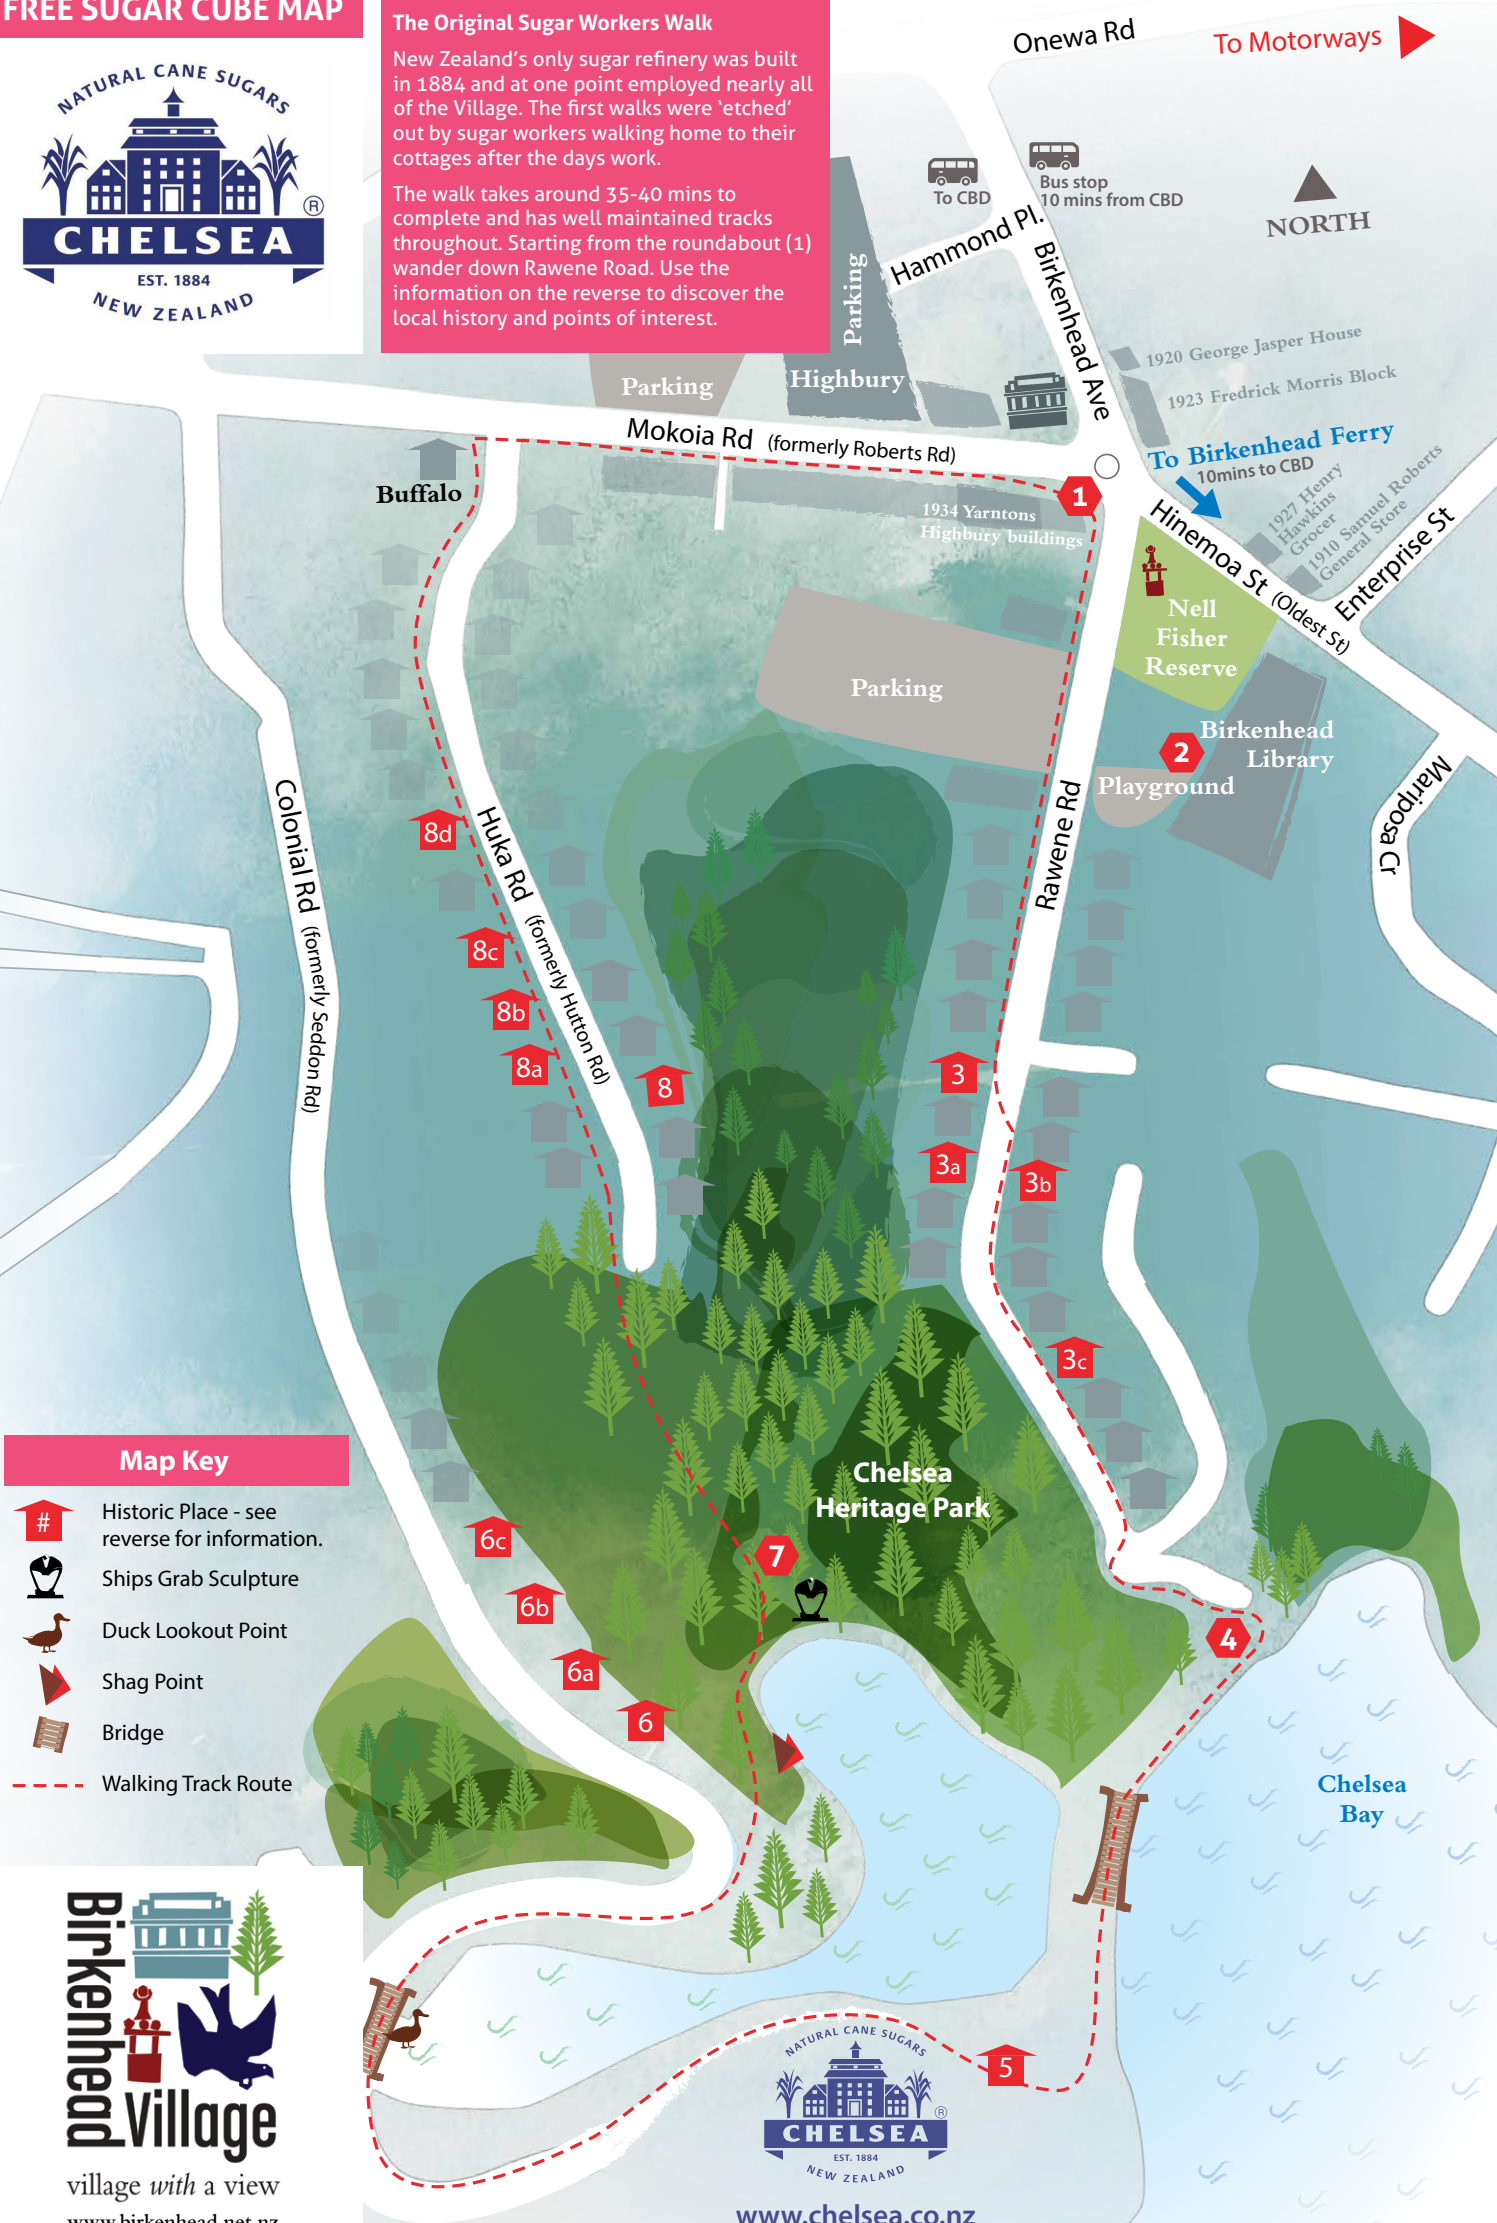 FREE SUGAR CUBE MAP
NATURAL CANE SUGARS
®
CHELSEA
EST. 1884
NEW ZEALAND
The Original Sugar Workers Walk
New Zealand's only sugar refinery was built
in 1884 and at one point employed nearly all
of the Village. The first walks were 'etched'
out by sugar workers walking home to their
cottages after the days work.
The walk takes around 35-40 mins to
complete and has well maintained tracks
throughout. Starting from the roundabout (1)
wander down Rawene Road. Use the
information on the reverse to discover the
local history and points of interest.
Onewa Rd
To Motorways
To CBD
Bus stop
10 mins from CBD
NORTH
Hammond Pl.
Birkenhead Ave
Parking
Highbury
Parking
1920 George Jasper House
1923 Fredrick Morris Block
Mokoia Rd (formerly Roberts Rd)
To Birkenhead Ferry
10mins to CBD
1927 Henry
Hawkins
Grocer
1910 Samuel Roberts
General Store
Enterprise St
Hinemoa St (Oldest St)
Buffalo
1
1934 Yarntons
Highbury buildings
Nell
Fisher
Reserve
Parking
Birkenhead
Library
2
Playground
Mariposa Cr
Rawene Rd
Colonial Rd (formerly Seddon Rd)
Huka Rd (formerly Hutton Rd)
8d
8c
8b
8a
8
3
3a
3b
3c
Chelsea
Heritage Park
Map Key
#
Historic Place - see
reverse for information.
Ships Grab Sculpture
Duck Lookout Point
Shag Point
Bridge
Walking Track Route
6c
6b
6a
6
7
4
Chelsea
Bay
5
Birkenhead
Village
village with a view
www.birkenhead.net.nz
NATURAL CANE SUGARS
®
CHELSEA
EST. 1884
NEW ZEALAND
www.chelsea.co.nz